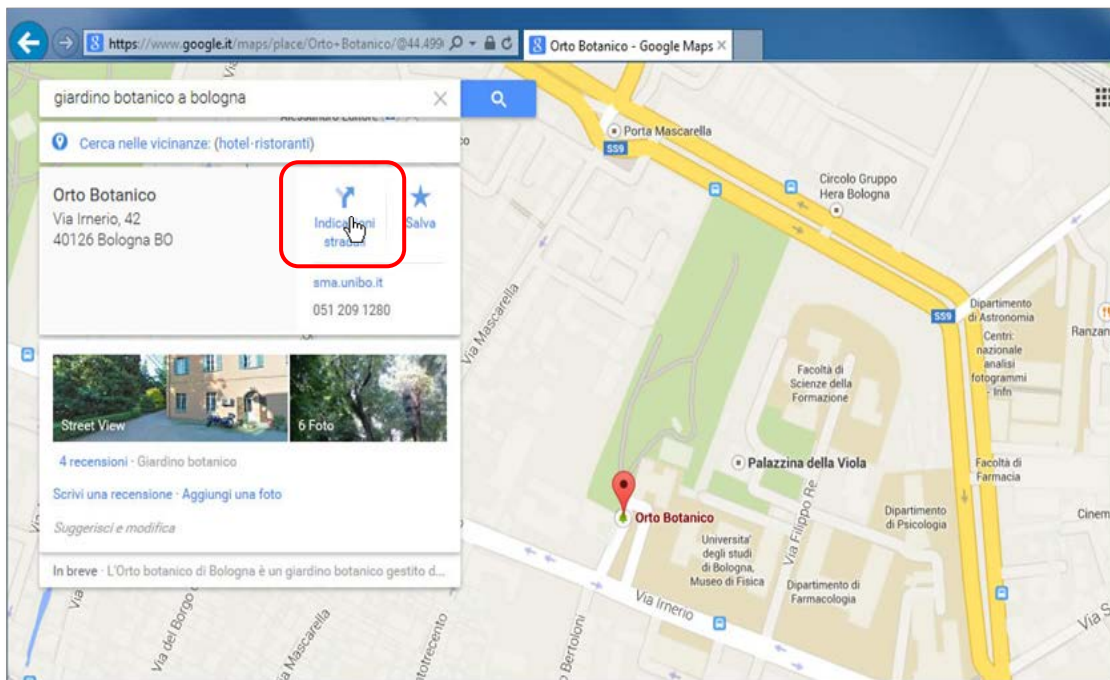 https://www.google.it/maps/place/Orto+Botanico/@44.499
Orto Botanico - Google Maps
giardino botanico a bologna
Cerca nelle vicinanze: (hotel·ristoranti)
Orto Botanico
Via Irnerio, 42
40126 Bologna BO
Indicazioni
stradali
Salva
sma.unibo.it
051 209 1280
Street View
6 Foto
4 recensioni · Giardino botanico
Scrivi una recensione · Aggiungi una foto
Suggerisci e modifica
In breve · L'Orto botanico di Bologna è un giardino botanico gestito d...
Porta Mascarella
SS9
Circolo Gruppo
Hera Bologna
SS9
Dipartimento
di Astronomia
Centri:
nazionale
analisi
fotogrammi
- Infn
Ranzan
Via Mascarella
Facoltà di
Scienze della
Formazione
Palazzina della Viola
Facoltà di
Farmacia
Via Filippo Re
Orto Botanico
Dipartimento
di Psicologia
Cinem
Universita'
degli studi
di Bologna,
Museo di Fisica
Dipartimento di
Farmacologia
Via Irnerio
Via S
Via
Via del Borgo
Mascarella
Bertoloni